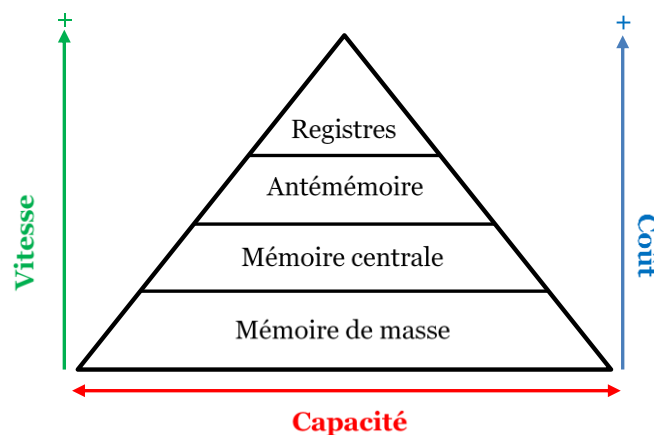 +
+
Registres
Antémémoire
Mémoire centrale
Mémoire de masse
Vitesse
Coût
Capacité